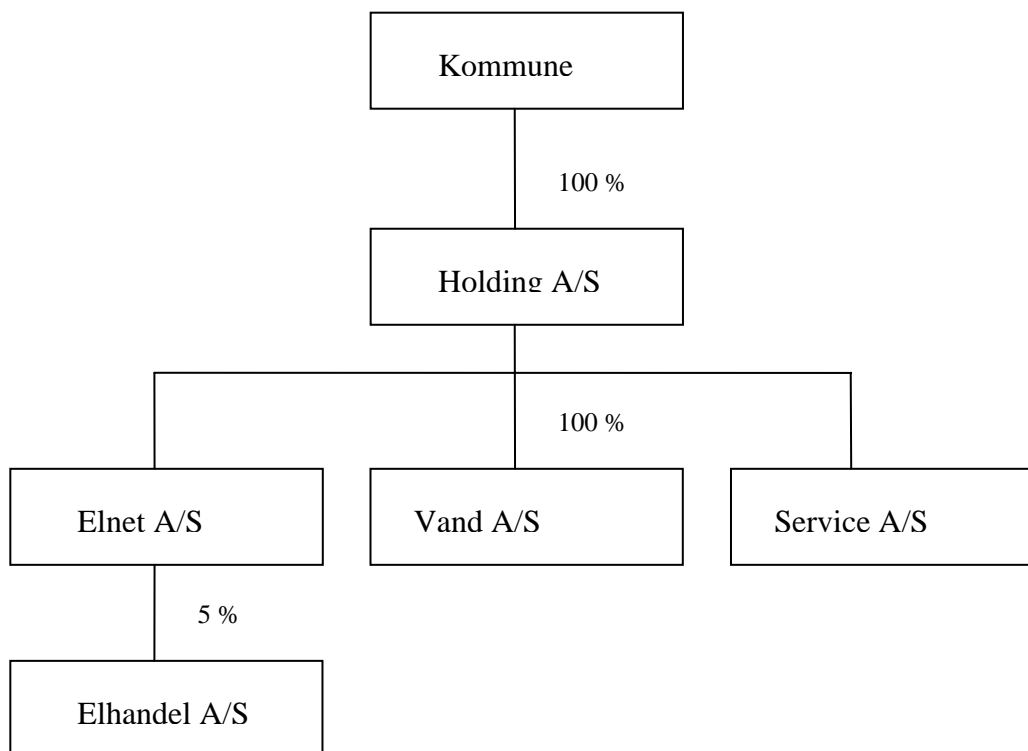 Kommune
100 %
Holding A/S
100 %
Elnet A/S
Vand A/S
Service A/S
5 %
Elhandel A/S